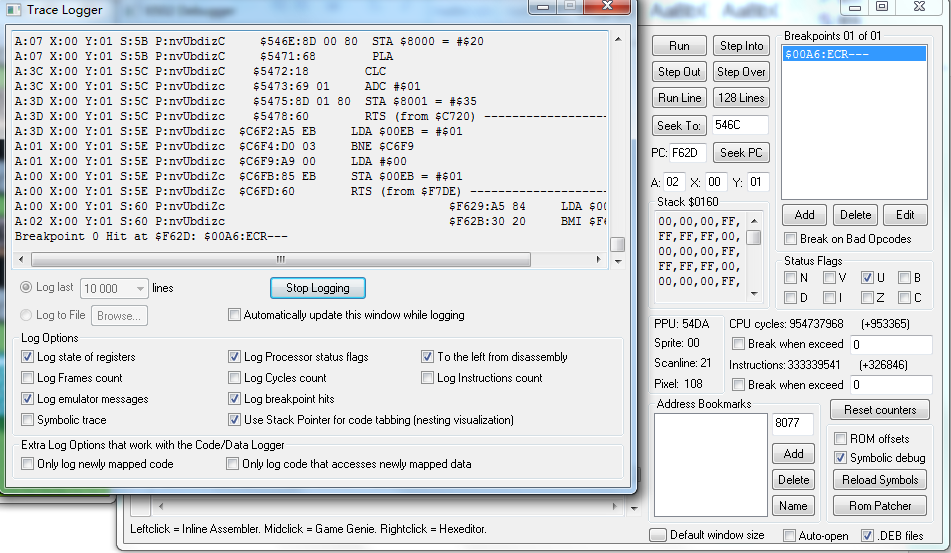 Trace Logger
A:07 X:00 Y:01 S:5B P:nvUbdizC $546E:8D 00 80 STA $8000 = #$20
A:07 X:00 Y:01 S:5B P:nvUbdizC $5471:68 PLA
A:3C X:00 Y:01 S:5C P:nvUbdizC $5472:18 CLC
A:3C X:00 Y:01 S:5C P:nvUbdizc $5473:69 01 ADC #$01
A:3D X:00 Y:01 S:5C P:nvUbdizc $5475:8D 01 80 STA $8001 = #$35
A:3D X:00 Y:01 S:5C P:nvUbdizc $5478:60 RTS (from $C720) ---
A:3D X:00 Y:01 S:5E P:nvUbdizc $C6F2:A5 EB LDA $00EB = #$01
A:01 X:00 Y:01 S:5E P:nvUbdizc $C6F4:D0 03 BNE $C6F9
A:01 X:00 Y:01 S:5E P:nvUbdizc $C6F9:A9 00 LDA #$00
A:00 X:00 Y:01 S:5E P:nvUbdiZc $C6FB:85 EB STA $00EB = #$01
A:00 X:00 Y:01 S:5E P:nvUbdiZc $C6FD:60 RTS (from $F7DE) ---
A:00 X:00 Y:01 S:60 P:nvUbdiZc $F629:A5 84 LDA $00
A:02 X:00 Y:01 S:60 P:nvUbdizc $F62B:30 20 BMI
Breakpoint 0 Hit at $F62D: $00A6:ECR---
Log last 10 000 lines
Stop Logging
Log to File Browse...
Automatically update this window while logging
Log Options
Log state of registers
Log Processor status flags
To the left from disassembly
Log Frames count
Log Cycles count
Log Instructions count
Log emulator messages
Log breakpoint hits
Symbolic trace
Use Stack Pointer for code tabbing (nesting visualization)
Extra Log Options that work with the Code/Data Logger
Only log newly mapped code
Only log code that accesses newly mapped data
Run Step Into
Step Out Step Over
Run Line 128 Lines
Seek To: 546C
PC: F62D Seek PC
A: 02 X: 00 Y: 01
Stack $0160
00,00,00,FF,
FF,FF,FF,00,
00,00,00,FF,
FF,FF,FF,00,
00,00,00,FF,
Breakpoints 01 of 01
$00A6:ECR---
Add Delete Edit
Break on Bad Opcodes
Status Flags
N V U B
D I Z C
PPU: 54DA
Sprite: 00
Scanline: 21
Pixel: 108
CPU cycles: 954737968 (+953365)
Break when exceed 0
Instructions: 333339541 (+326846)
Break when exceed 0
Address Bookmarks
8077
Add
Delete
Name
Reset counters
ROM offsets
Symbolic debug
Reload Symbols
Rom Patcher
Leftclick = Inline Assembler. Midclick = Game Genie. Rightclick = Hexeditor.
Default window size
Auto-open
.DEB files